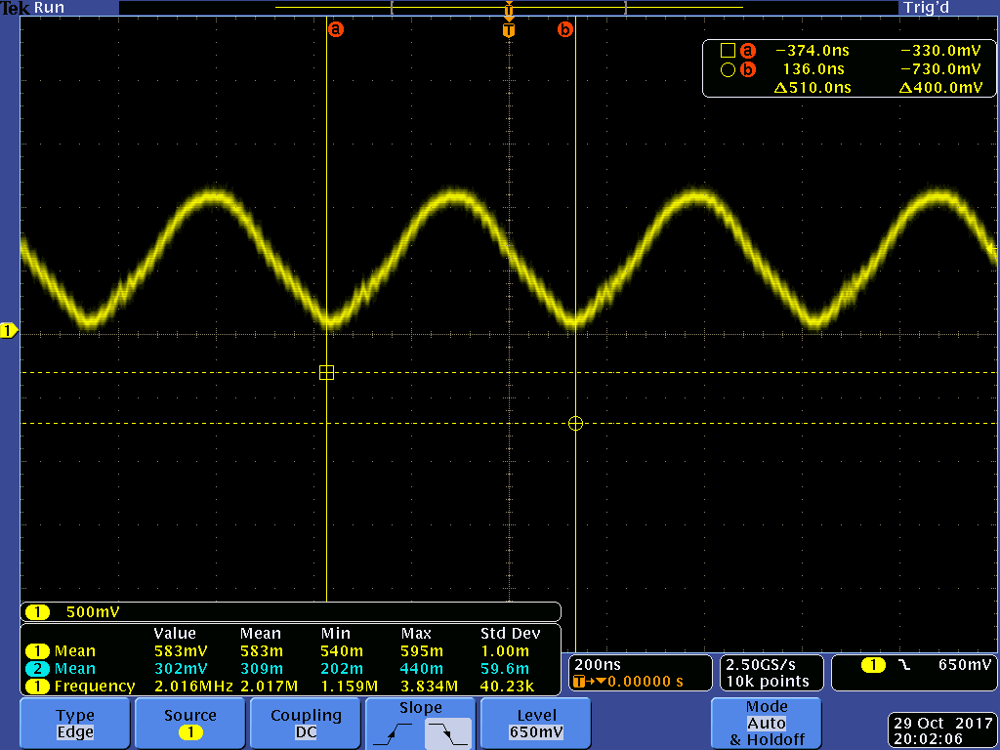 Tek Run Trig'd
T
a T b
a −374.0ns −330.0mV
b 136.0ns −730.0mV
Δ510.0ns Δ400.0mV
1
1 500mV
Value Mean Min Max Std Dev
1 Mean 583mV 583m 540m 595m 1.00m
2 Mean 302mV 309m 202m 440m 59.6m
1 Frequency 2.016MHz 2.017M 1.159M 3.834M 40.23k
200ns
T→▼0.00000 s
2.50GS/s
10k points
1 650mV
Type
Edge
Source
1
Coupling
DC
Slope
Level
650mV
Mode
Auto
& Holdoff
29 Oct 2017
20:02:06